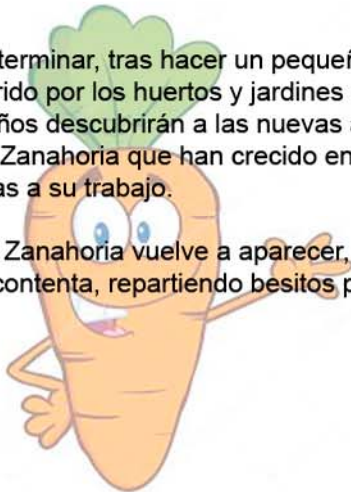 terminar, tras hacer un pequeñ
rido por los huertos y jardines
ños descubrirán a las nuevas a
Zanahoria que han crecido en
as a su trabajo.
Zanahoria vuelve a aparecer,
contenta, repartiendo besitos p